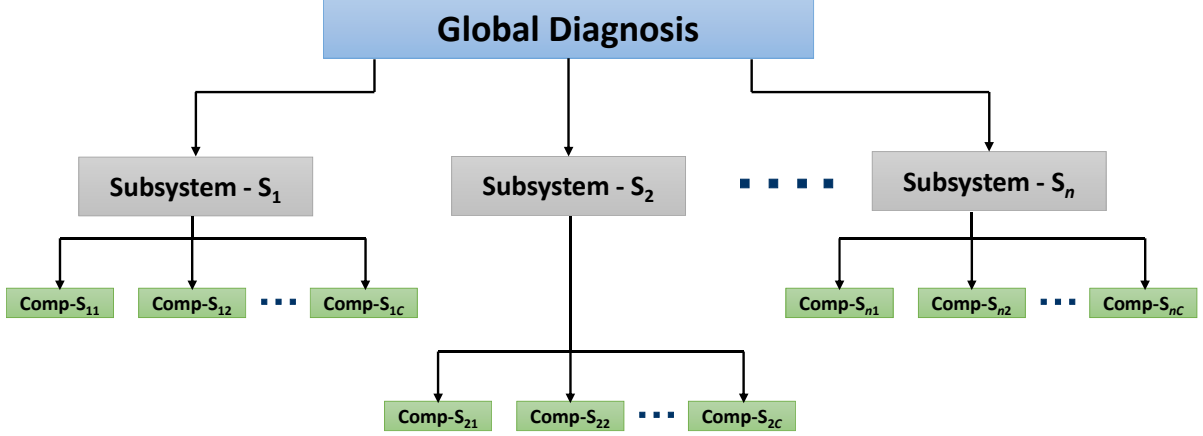 Global Diagnosis
Subsystem - S₁
Subsystem - S₂
Subsystem - Sₙ
Comp-S₁₁
Comp-S₁₂
Comp-S₁C
Comp-Sₙ₁
Comp-Sₙ₂
Comp-SₙC
Comp-S₂₁
Comp-S₂₂
Comp-S₂C